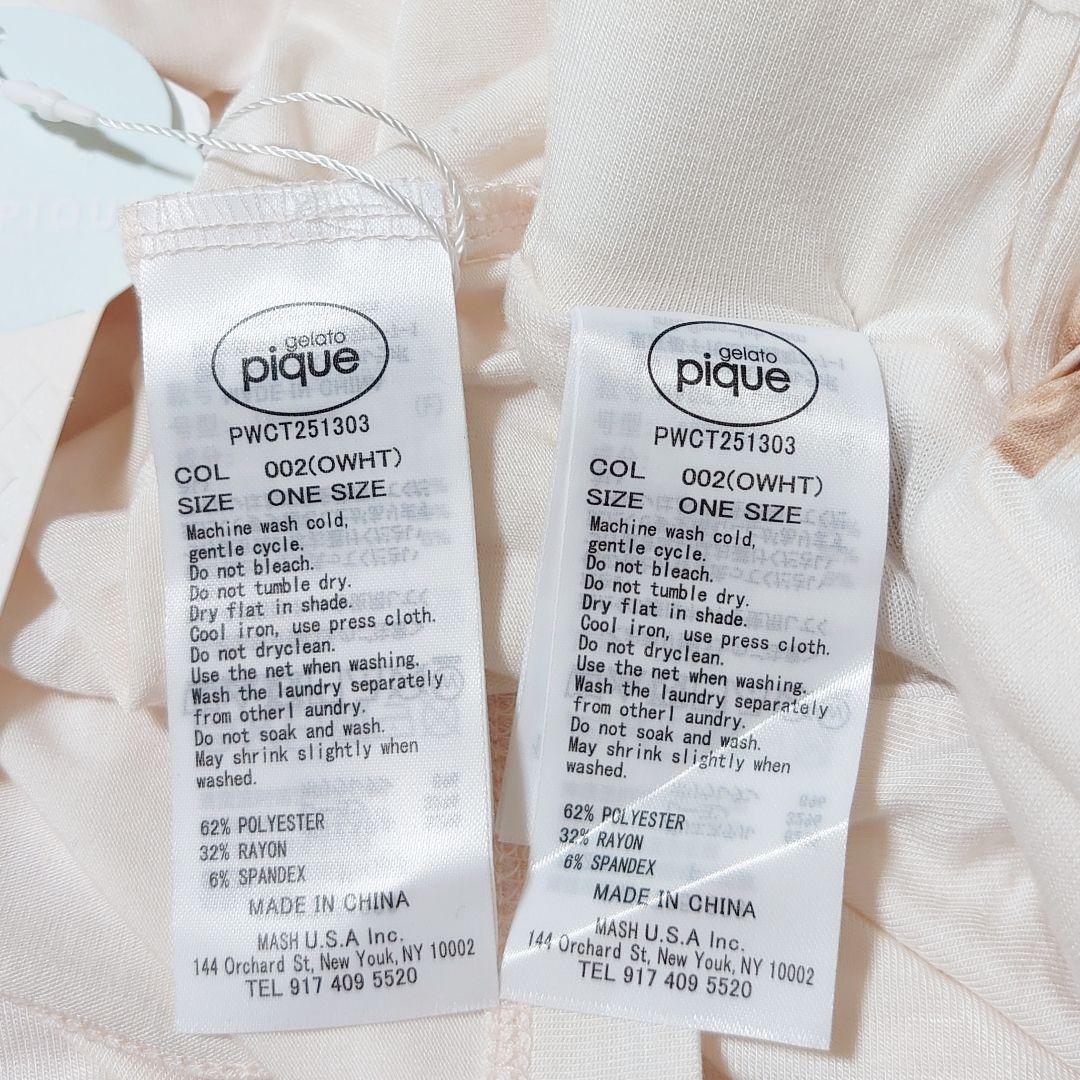 PIQU
gelato
pique
PWCT251303
COL 002(OWHT)
SIZE ONE SIZE
Machine wash cold,
gentle cycle.
Do not bleach.
Do not tumble dry.
Dry flat in shade.
Cool iron, use press cloth.
Do not dryclean.
Use the net when washing.
Wash the laundry separately
from otherl aundry.
Do not soak and wash.
May shrink slightly when
washed.
62% POLYESTER
32% RAYON
6% SPANDEX
MADE IN CHINA
MASH U.S.A Inc.
144 Orchard St, New Youk, NY 10002
TEL 917 409 5520
gelato
pique
PWCT251303
COL 002(OWHT)
SIZE ONE SIZE
Machine wash cold,
gentle cycle.
Do not bleach.
Do not tumble dry.
Dry flat in shade.
Cool iron, use press cloth.
Do not dryclean.
Use the net when washing.
Wash the laundry separately
from otherl aundry.
Do not soak and wash.
May shrink slightly when
washed.
62% POLYESTER
32% RAYON
6% SPANDEX
MADE IN CHINA
MASH U.S.A Inc.
144 Orchard St, New Youk, NY 10002
TEL 917 409 5520